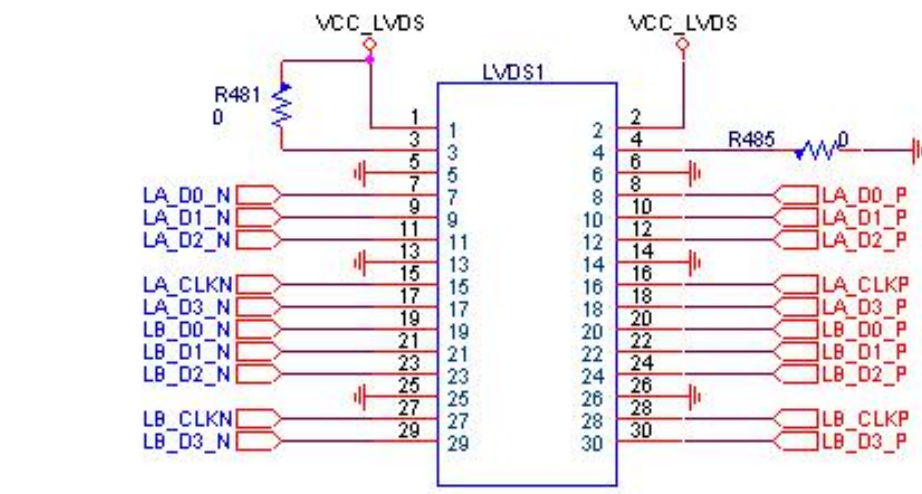 VCC_LVDS VCC_LVDS
LVDS1
R481
0
1 1 2 2
3 3 4 4 R485 0
5 5 6 6
LA_D0_N 7 7 8 8 LA_D0_P
LA_D1_N 9 9 10 10 LA_D1_P
LA_D2_N 11 11 12 12 LA_D2_P
13 13 14 14
LA_CLKN 15 15 16 16 LA_CLKP
LA_D3_N 17 17 18 18 LA_D3_P
LB_D0_N 19 19 20 20 LB_D0_P
LB_D1_N 21 21 22 22 LB_D1_P
LB_D2_N 23 23 24 24 LB_D2_P
25 25 26 26
LB_CLKN 27 27 28 28 LB_CLKP
LB_D3_N 29 29 30 30 LB_D3_P